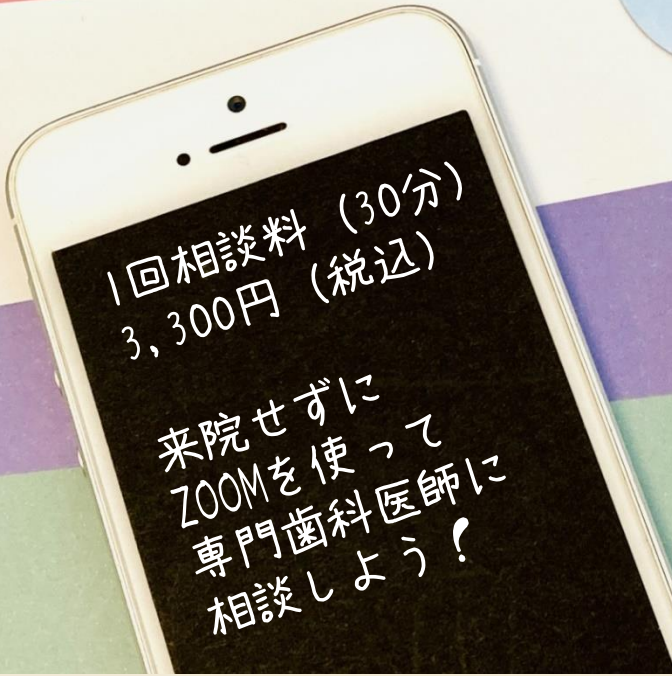 1回相談料（30分）
3,300円（税込）
来院せずに
ZOOMを使って
専門歯科医師に
相談しよう！